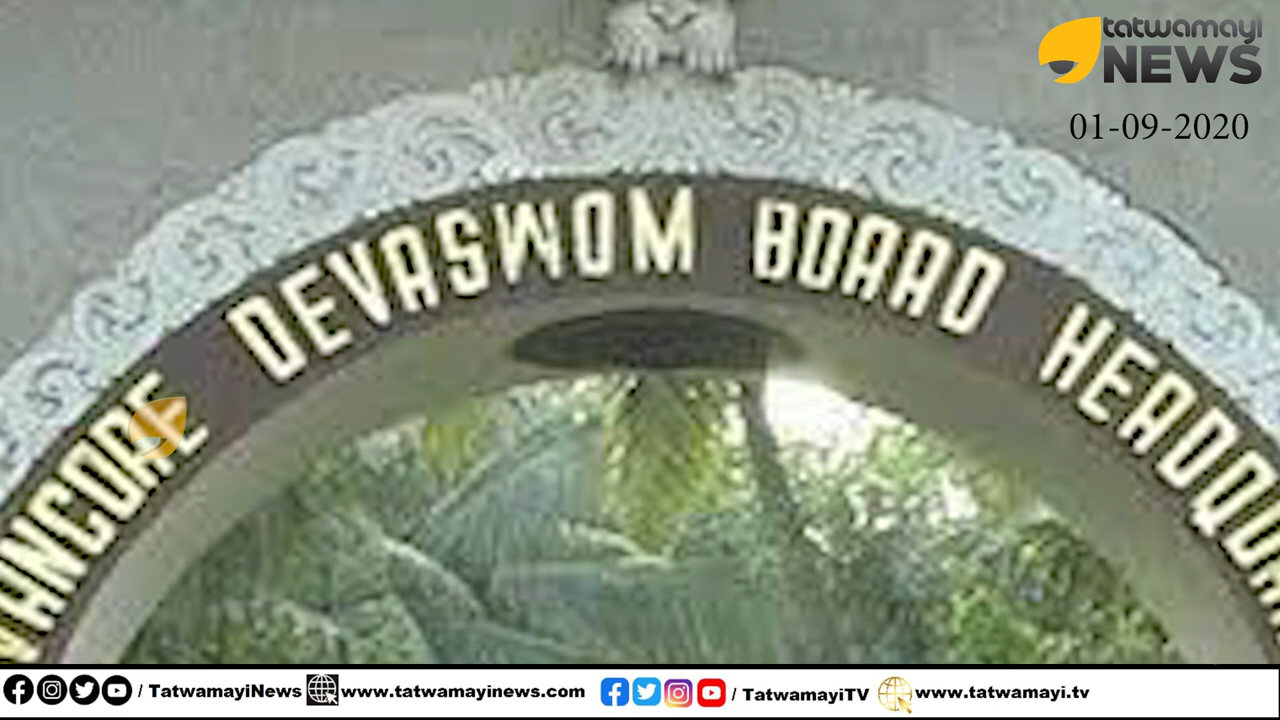 tatwamayi
NEWS
01-09-2020
DEVASWOM BOARD
/ TatwamayiNews www.tatwamayinews.com / TatwamayiTV www.tatwamayi.tv